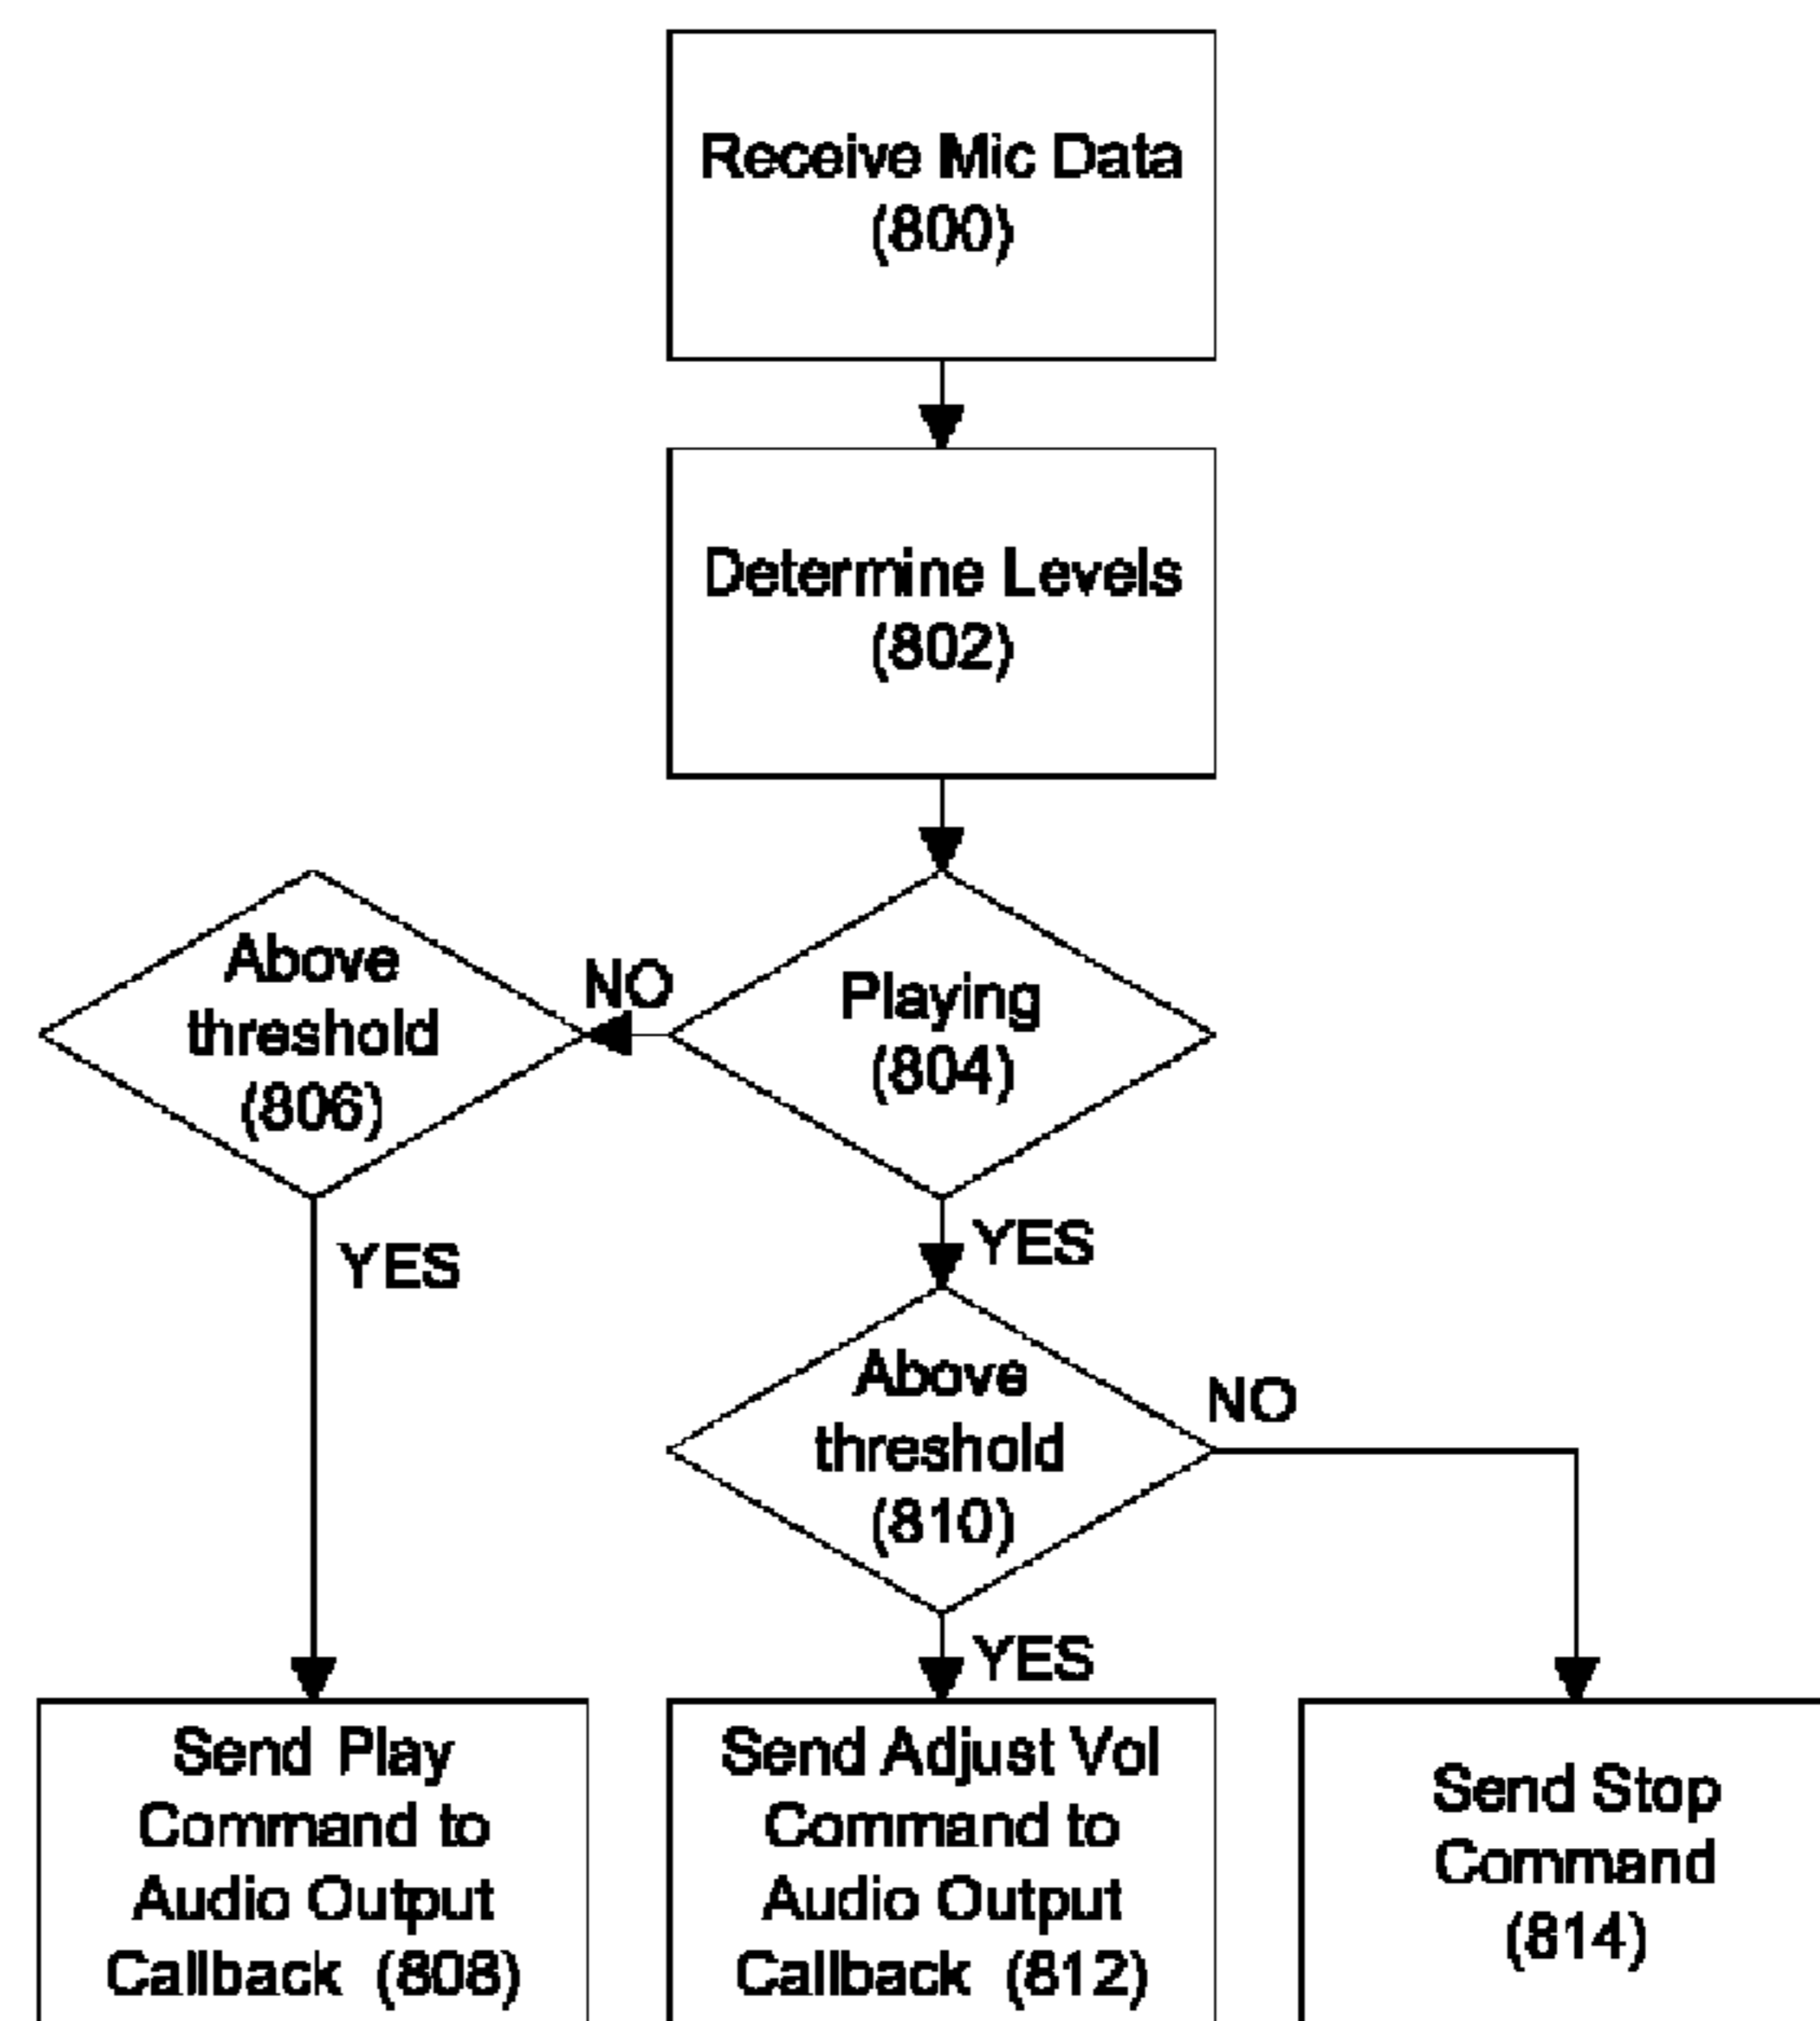 Receive Mic Data
(800)
Determine Levels
(802)
Above
threshold
(806)
NO
Playing
(804)
YES
YES
Above
threshold
(810)
NO
YES
Send Play
Command to
Audio Output
Callback (808)
Send Adjust Vol
Command to
Audio Output
Callback (812)
Send Stop
Command
(814)